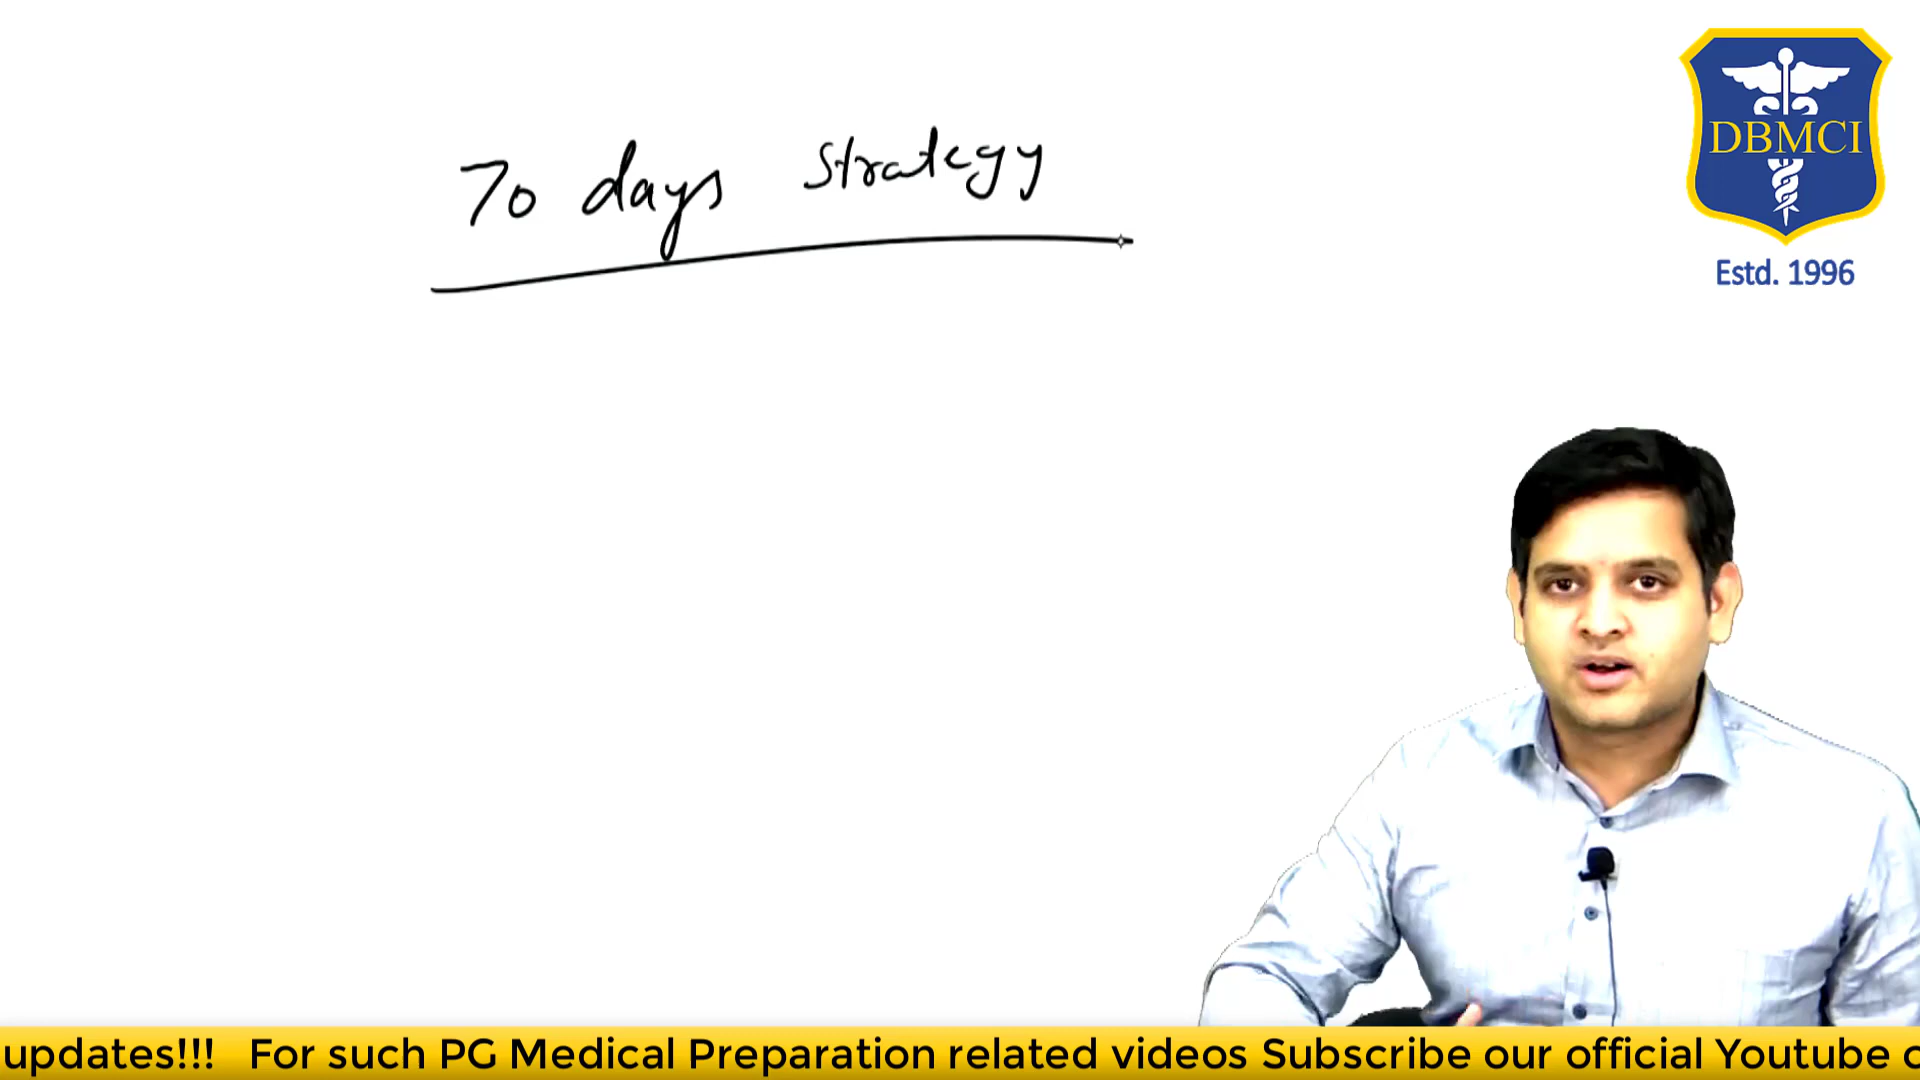 70 days strategy
DBMCI
Estd. 1996
updates!!! For such PG Medical Preparation related videos Subscribe our official Youtube